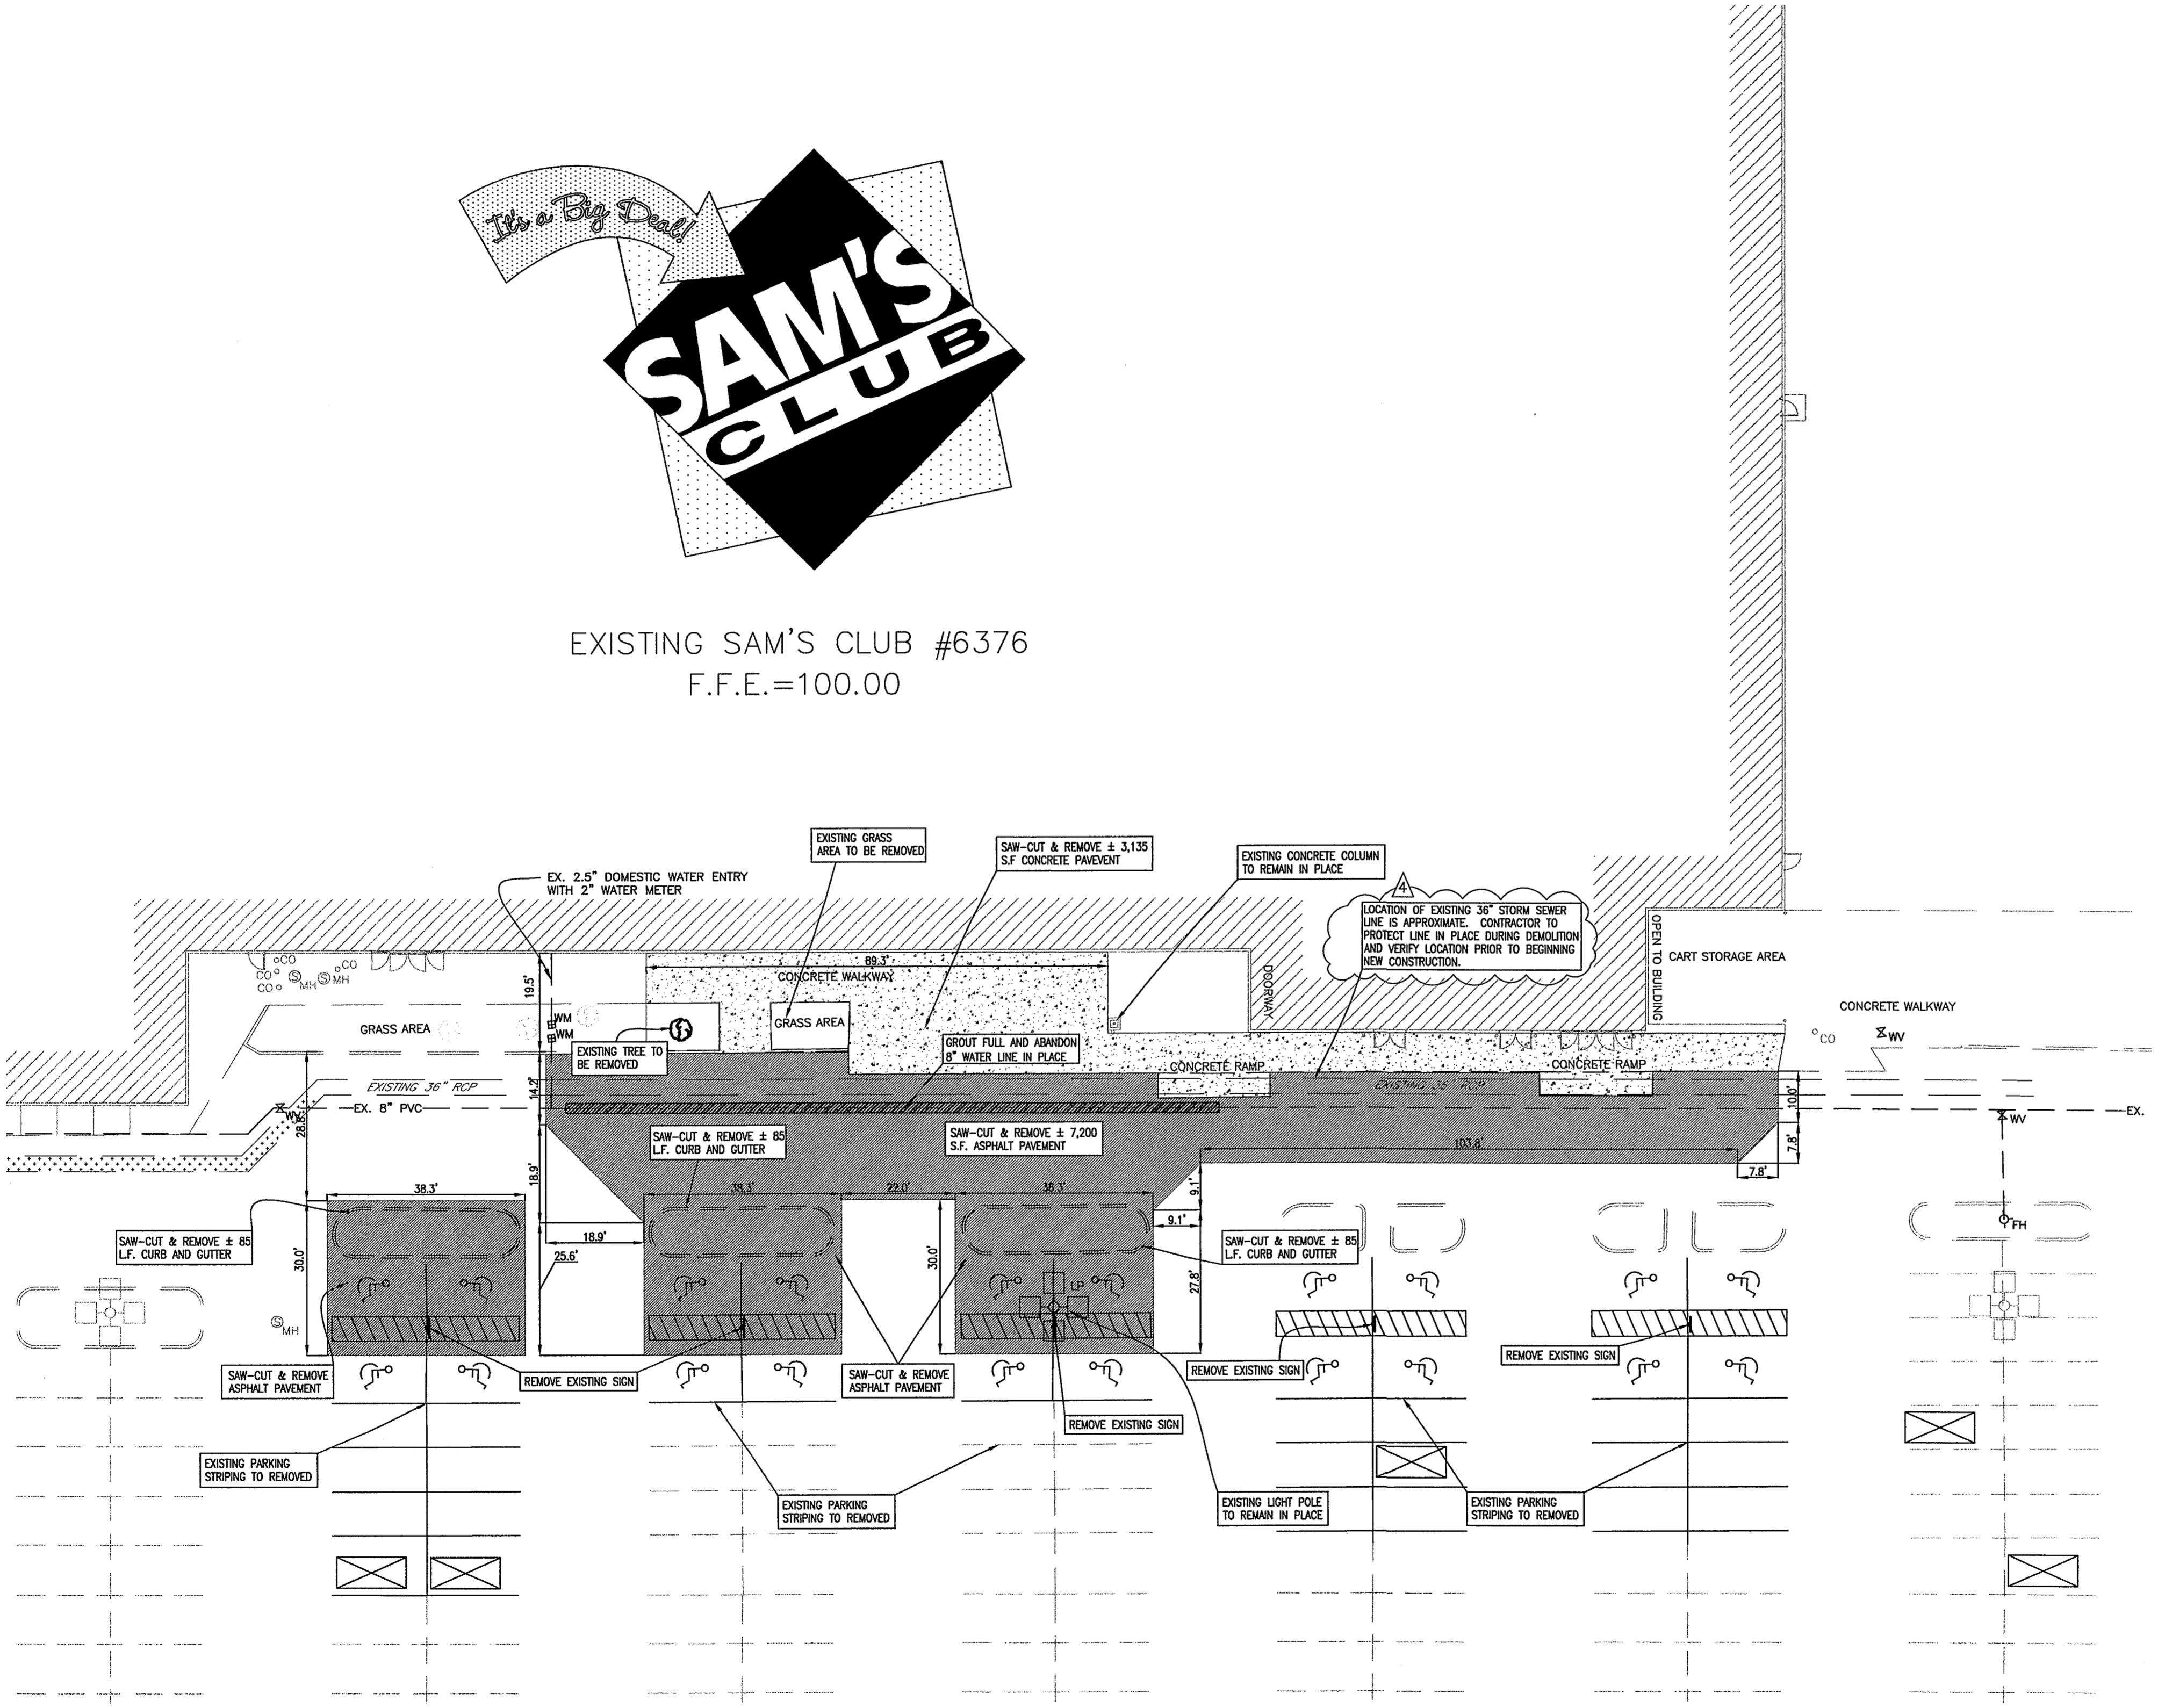 It's a Big Deal!
SAM'S
CLUB
EXISTING SAM'S CLUB #6376
F.F.E.=100.00
EXISTING GRASS
AREA TO BE REMOVED
SAW-CUT & REMOVE ± 3,135
S.F CONCRETE PAVEVENT
EXISTING CONCRETE COLUMN
TO REMAIN IN PLACE
EX. 2.5" DOMESTIC WATER ENTRY
WITH 2" WATER METER
4
LOCATION OF EXISTING 36" STORM SEWER
LINE IS APPROXIMATE. CONTRACTOR TO
PROTECT LINE IN PLACE DURING DEMOLITION
AND VERIFY LOCATION PRIOR TO BEGINNING
NEW CONSTRUCTION.
OPEN TO BUILDING
CART STORAGE AREA
CONCRETE WALKWAY
CO
WV
CO
CO
CO
CO
MH
MH
19.5'
89.3'
CONCRETE WALKWAY
DOORWAY
GRASS AREA
WM
WM
GRASS AREA
EXISTING TREE TO
BE REMOVED
GROUT FULL AND ABANDON
8" WATER LINE IN PLACE
CONCRETE RAMP
CONCRETE RAMP
EXISTING 36" RCP
14.2'
10.0'
WV
EX. 8" PVC
EX.
WV
SAW-CUT & REMOVE ± 85
L.F. CURB AND GUTTER
SAW-CUT & REMOVE ± 7,200
S.F. ASPHALT PAVEMENT
103.8'
7.8'
7.8'
18.9'
38.3'
38.3'
22.0'
38.3'
9.1'
9.1'
SAW-CUT & REMOVE ± 85
L.F. CURB AND GUTTER
18.9'
25.6'
30.0'
30.0'
27.8'
SAW-CUT & REMOVE ± 85
L.F. CURB AND GUTTER
FH
LP
MH
SAW-CUT & REMOVE
ASPHALT PAVEMENT
REMOVE EXISTING SIGN
SAW-CUT & REMOVE
ASPHALT PAVEMENT
REMOVE EXISTING SIGN
REMOVE EXISTING SIGN
REMOVE EXISTING SIGN
EXISTING PARKING
STRIPING TO REMOVED
EXISTING PARKING
STRIPING TO REMOVED
EXISTING LIGHT POLE
TO REMAIN IN PLACE
EXISTING PARKING
STRIPING TO REMOVED